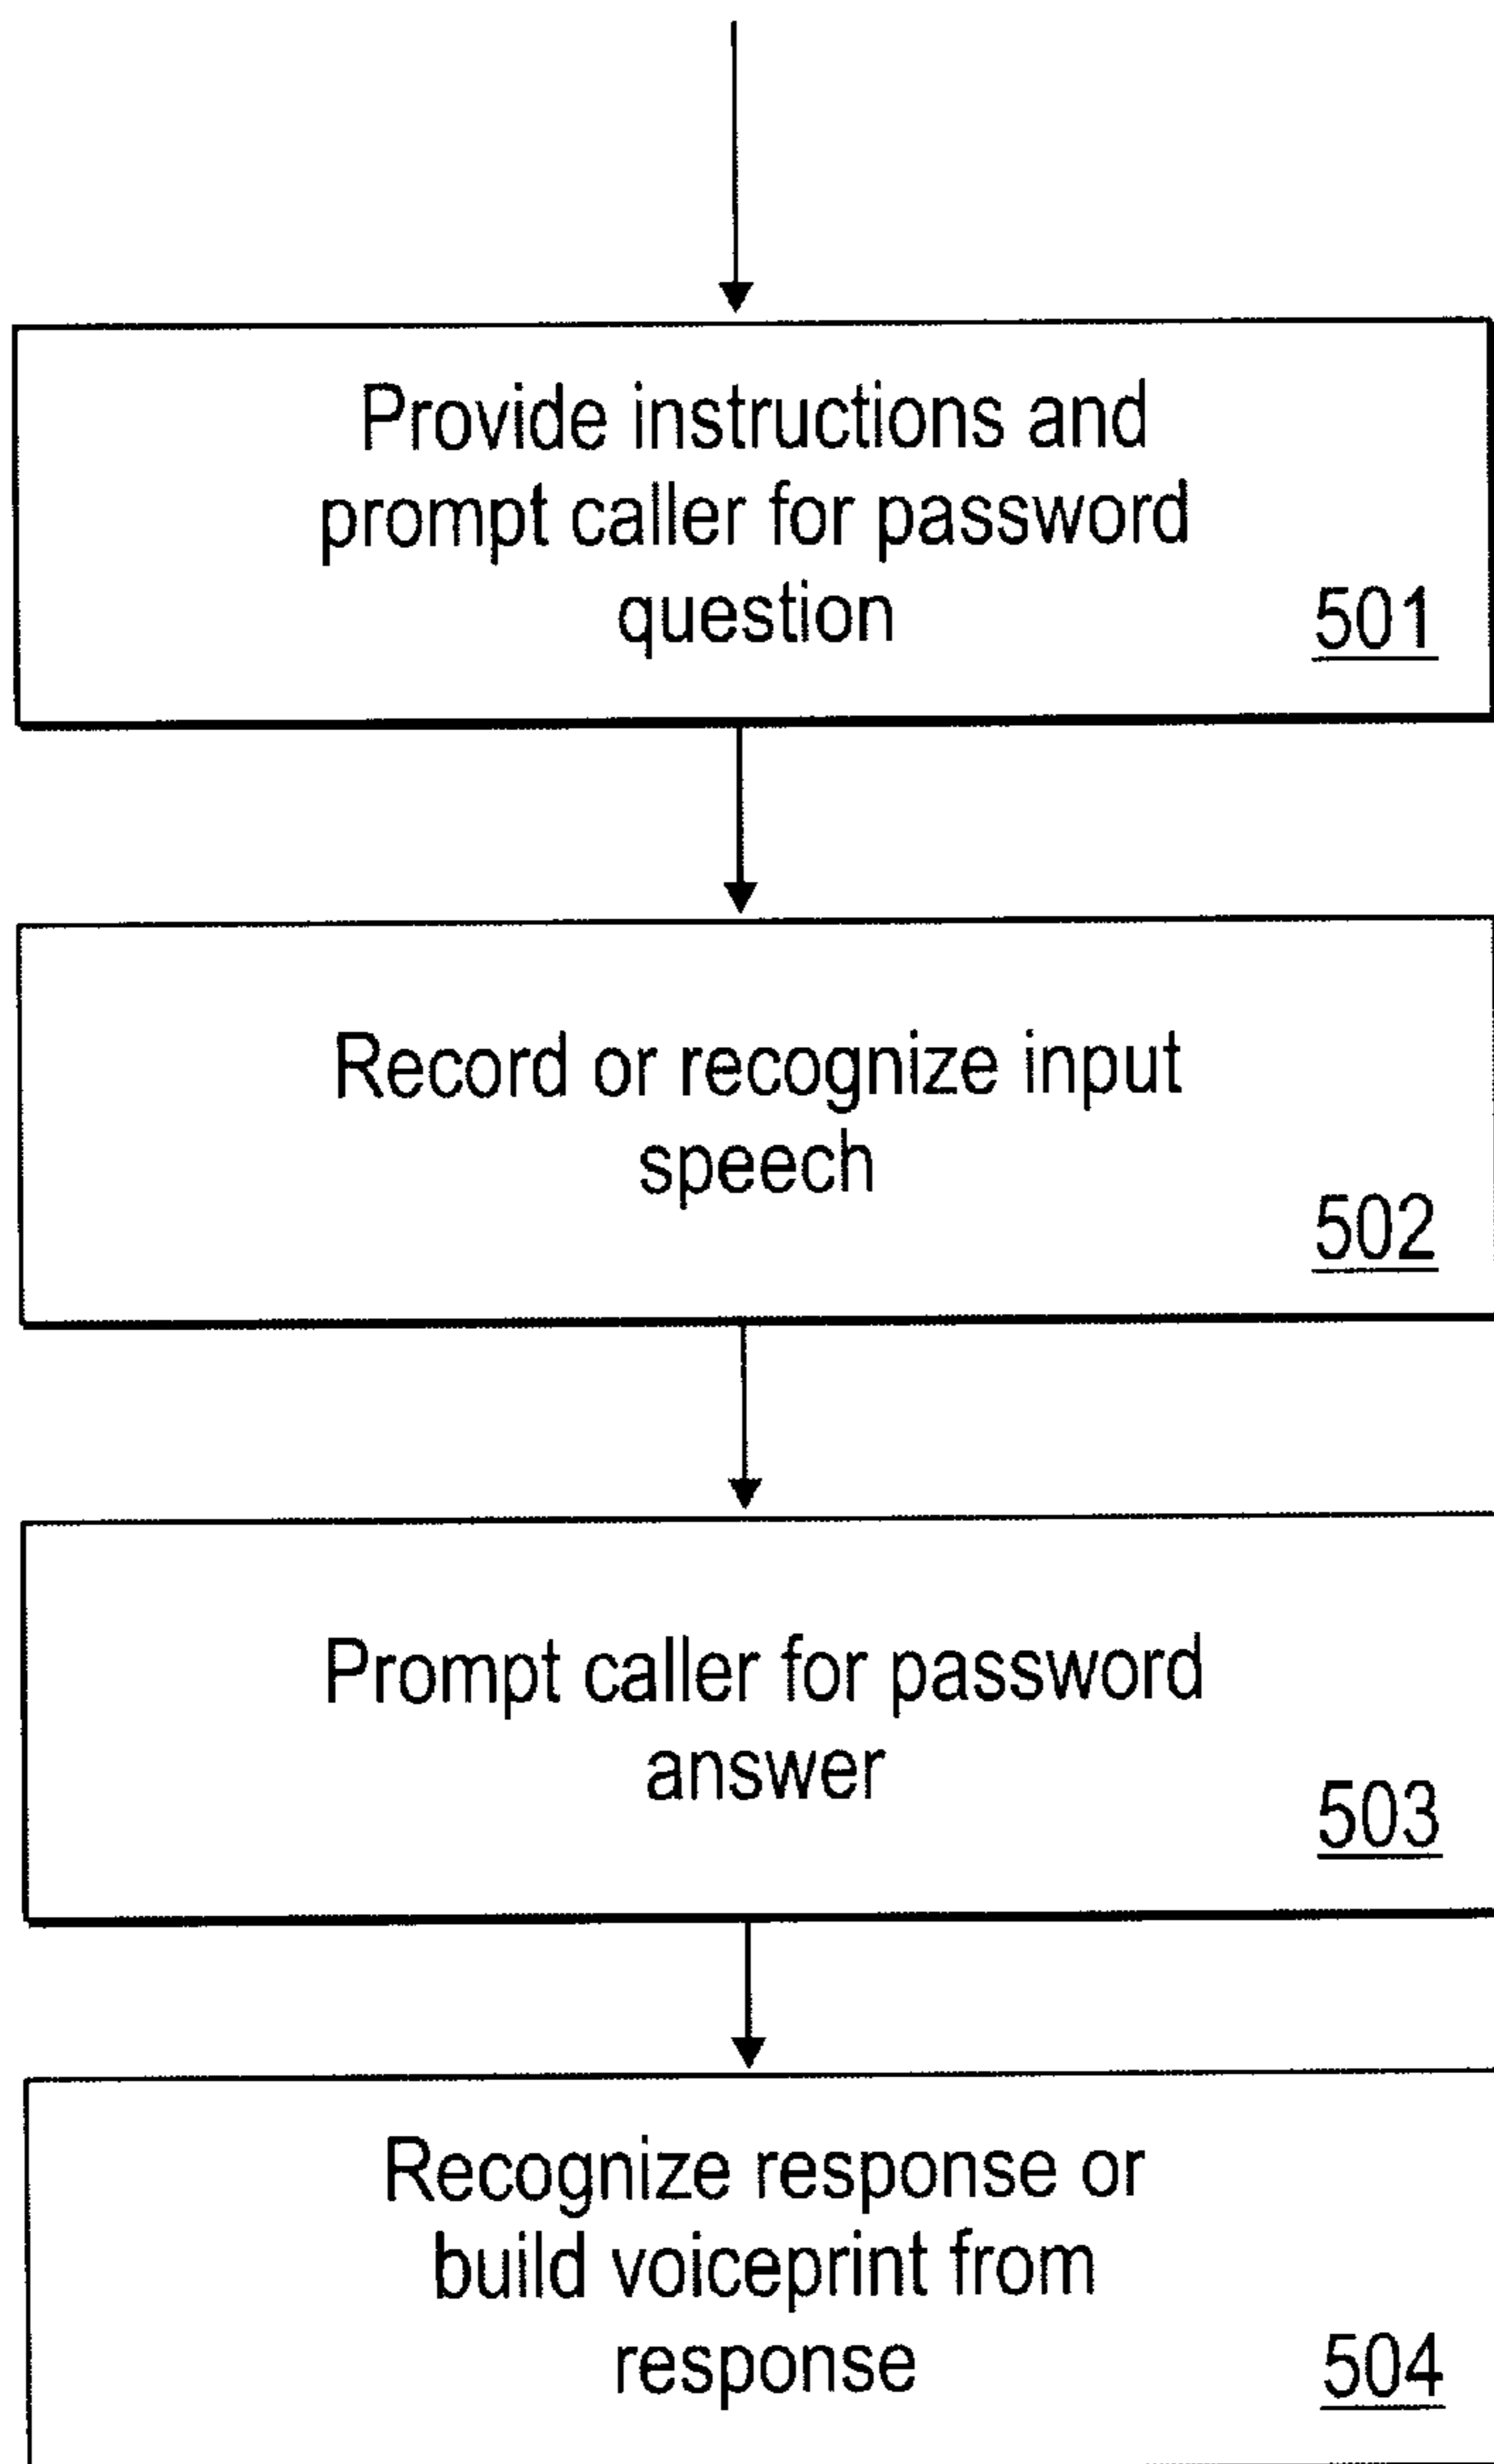 Provide instructions and
prompt caller for password
question
501
Record or recognize input
speech
502
Prompt caller for password
answer
503
Recognize response or
build voiceprint from
response
504